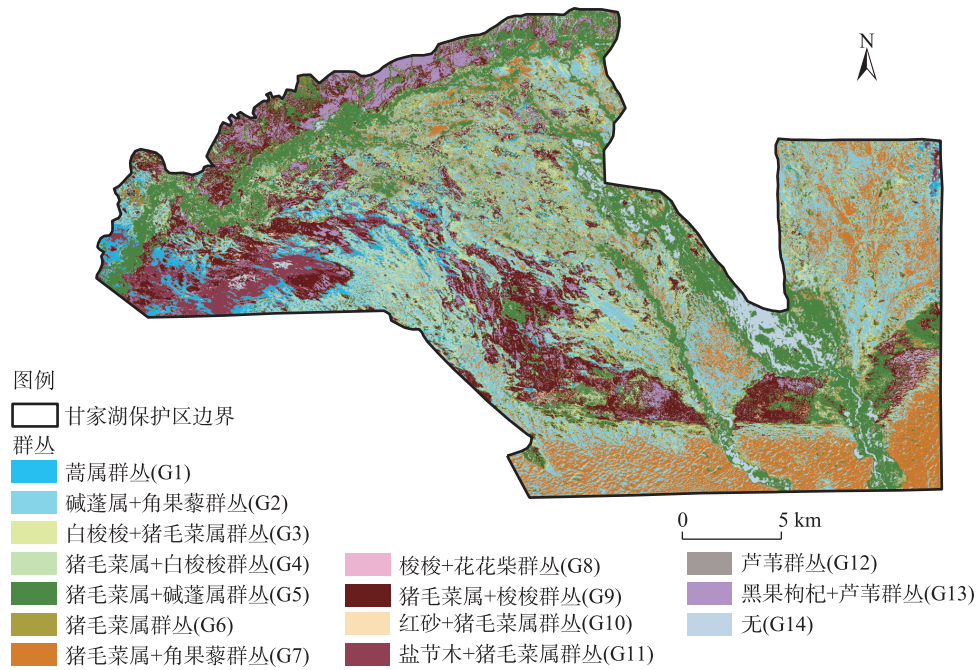 N
图例
甘家湖保护区边界
群丛
蒿属群丛(G1)
碱蓬属+角果藜群丛(G2)
白梭梭+猪毛菜属群丛(G3)
猪毛菜属+白梭梭群丛(G4)
猪毛菜属+碱蓬属群丛(G5)
猪毛菜属群丛(G6)
猪毛菜属+角果藜群丛(G7)
梭梭+花花柴群丛(G8)
猪毛菜属+梭梭群丛(G9)
红砂+猪毛菜属群丛(G10)
盐节木+猪毛菜属群丛(G11)
0 5 km
芦苇群丛(G12)
黑果枸杞+芦苇群丛(G13)
无(G14)